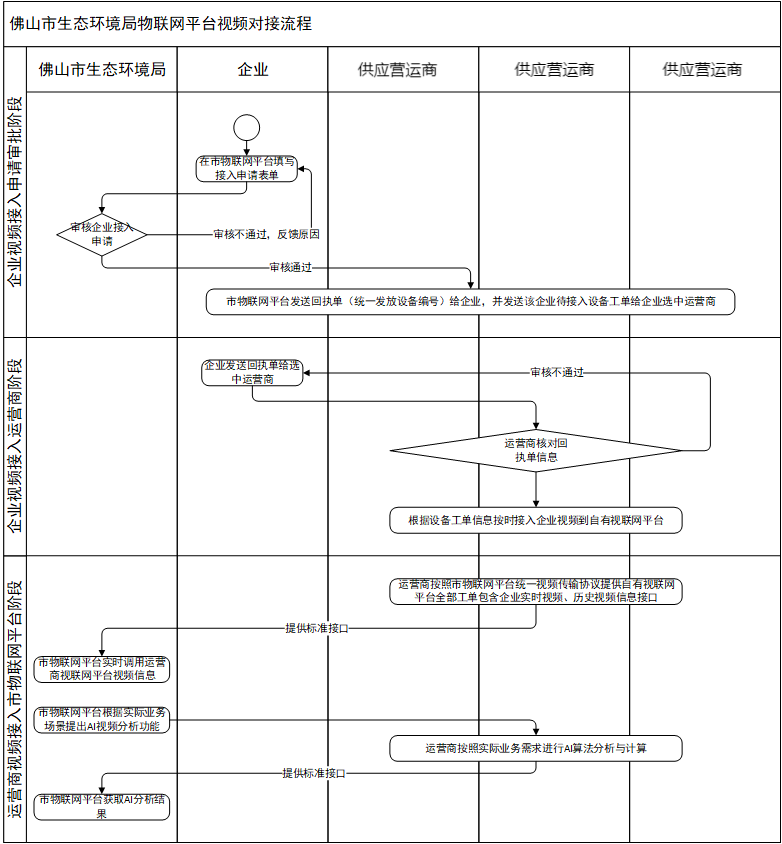 佛山市生态环境局物联网平台视频对接流程
佛山市生态环境局
企业
供应营运商
供应营运商
供应营运商
企业视频接入申请审批阶段
在市物联网平台填写
接入申请表单
审核企业接入
申请
审核不通过，反馈原因
审核通过
市物联网平台发送回执单（统一发放设备编号）给企业，并发送该企业待接入设备工单给企业选中运营商
企业视频接入运营商阶段
企业发送回执单给选
中运营商
审核不通过
运营商核对回
执单信息
根据设备工单信息按时接入企业视频到自有视联网平台
运营商视频接入市物联网平台阶段
运营商按照市物联网平台统一视频传输协议提供自有视联网
平台全部工单包含企业实时视频、历史视频信息接口
提供标准接口
市物联网平台实时调用运营
商视联网平台视频信息
市物联网平台根据实际业务
场景提出AI视频分析功能
运营商按照实际业务需求进行AI算法分析与计算
提供标准接口
市物联网平台获取AI分析结
果